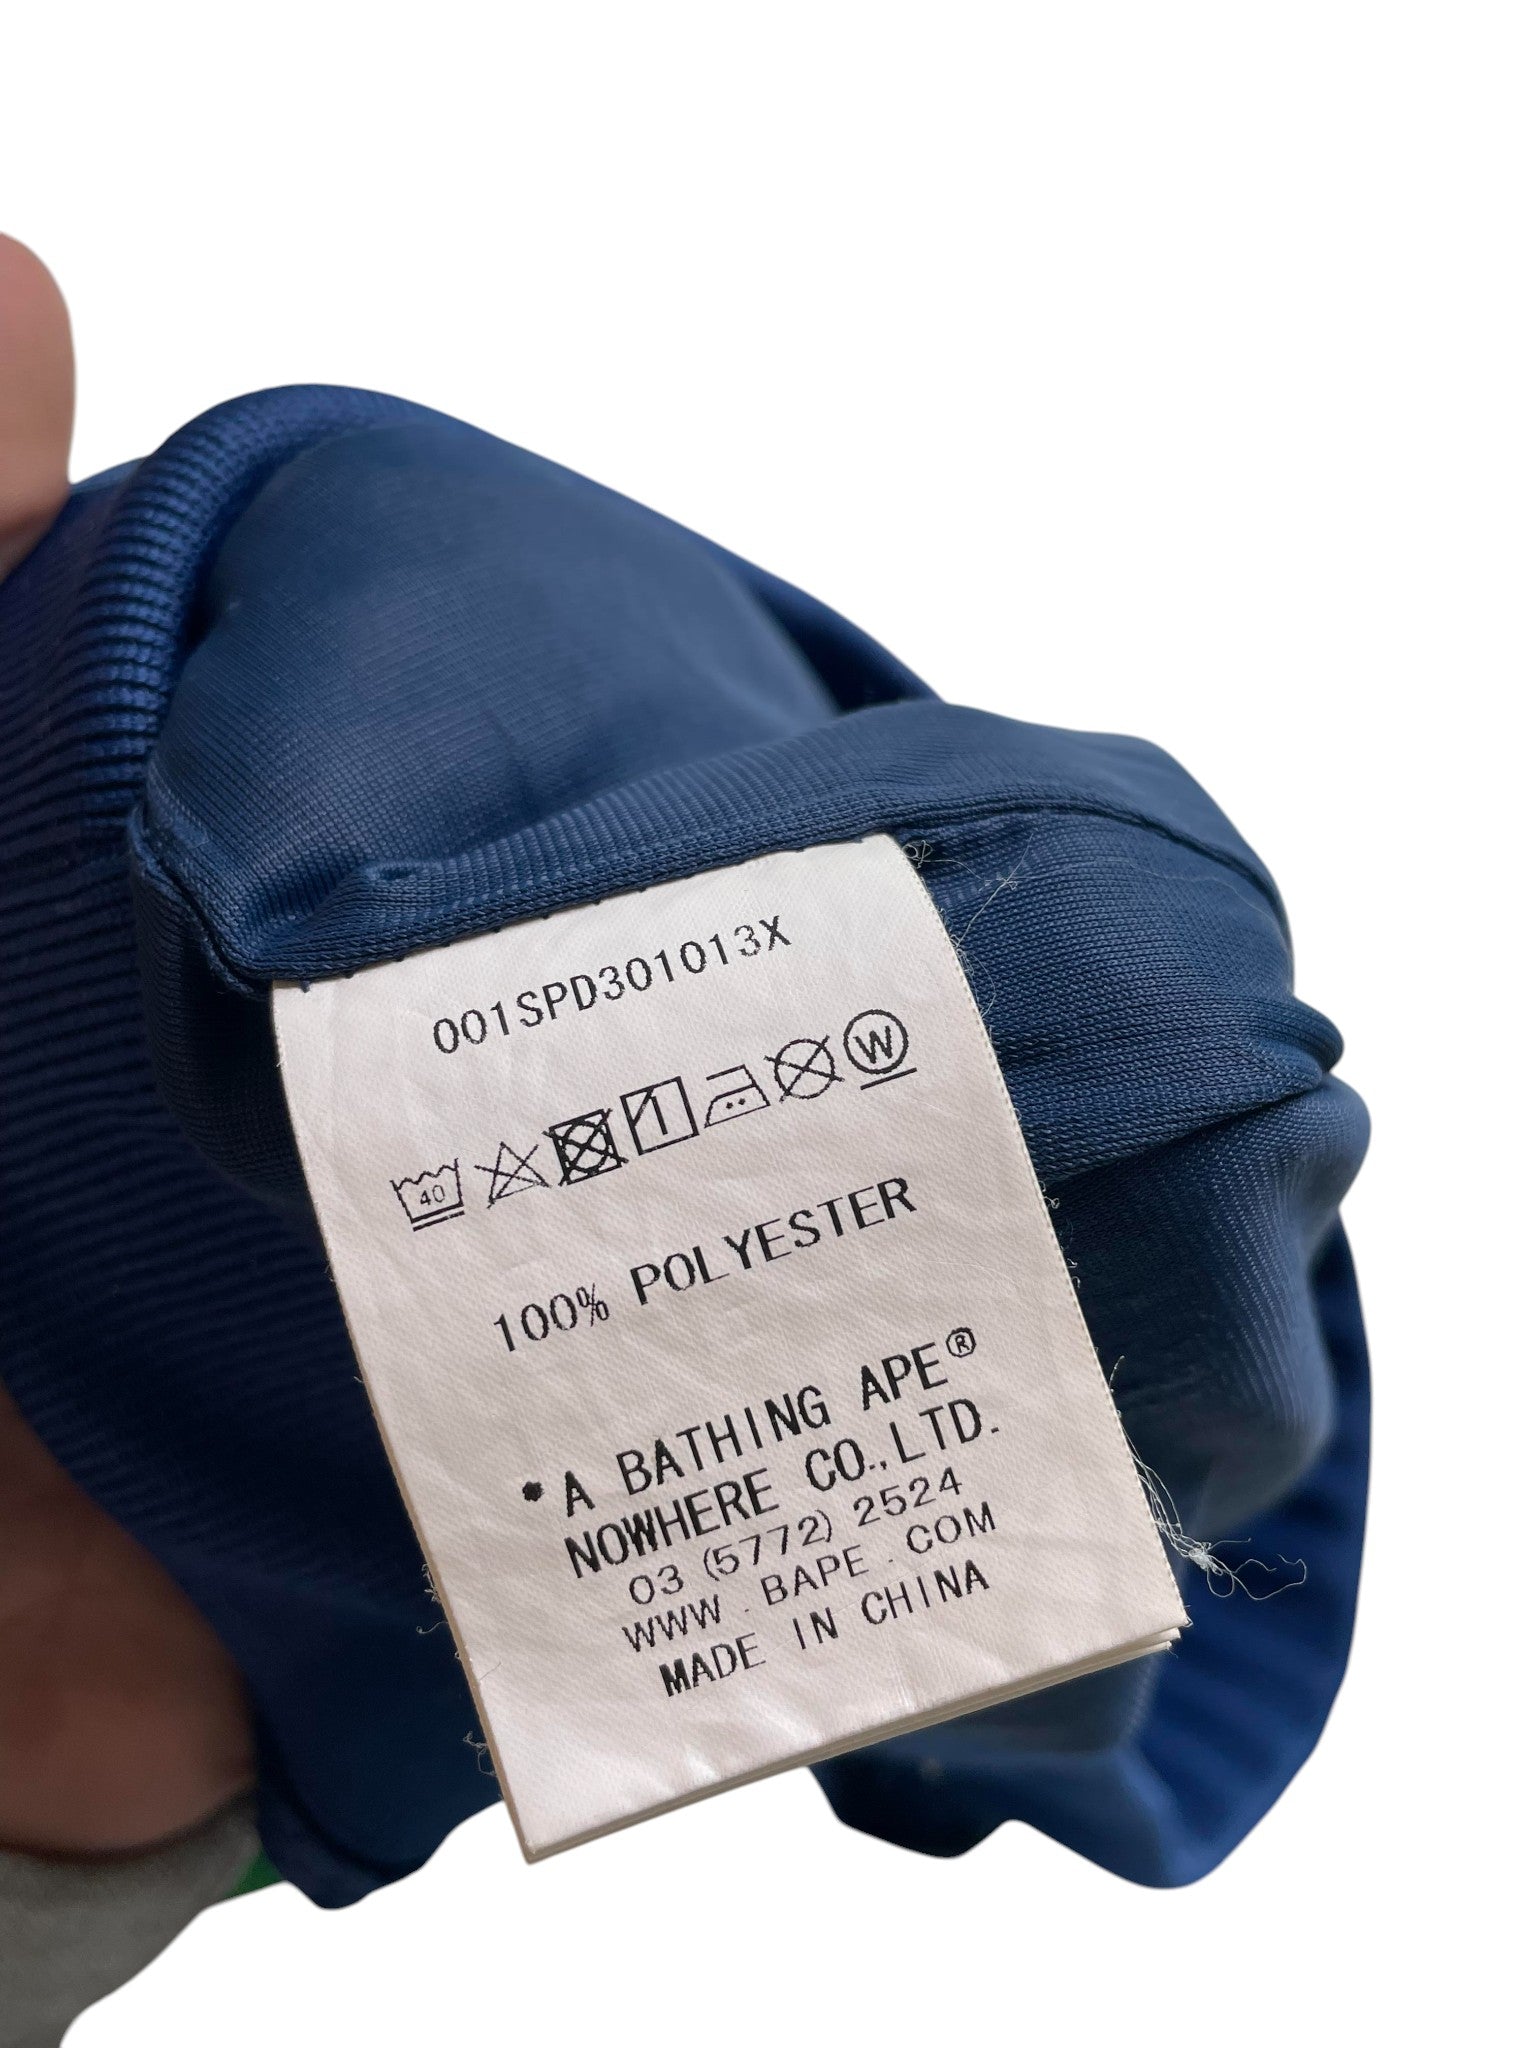 001SPD301013X
40 W
100% POLYESTER
*A BATHING APE®
NOWHERE CO.,LTD.
03 (5772) 2524
WWW.BAPE.COM
MADE IN CHINA